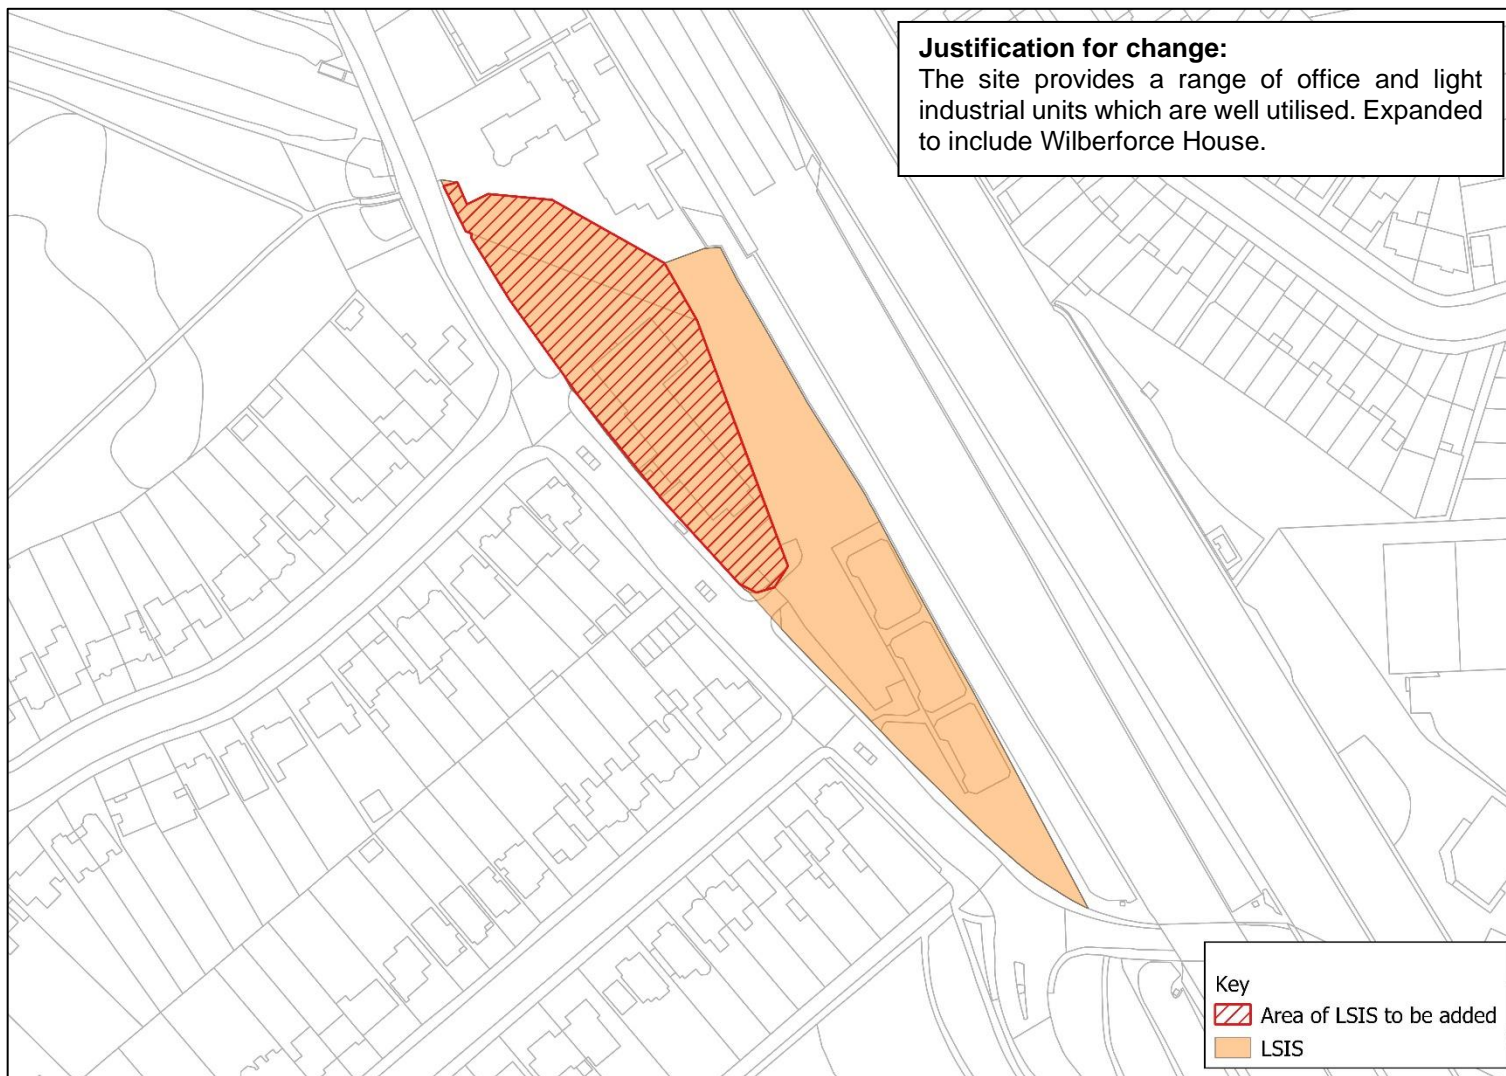 Justification for change:
The site provides a range of office and light
industrial units which are well utilised. Expanded
to include Wilberforce House.
Key
Area of LSIS to be added
LSIS